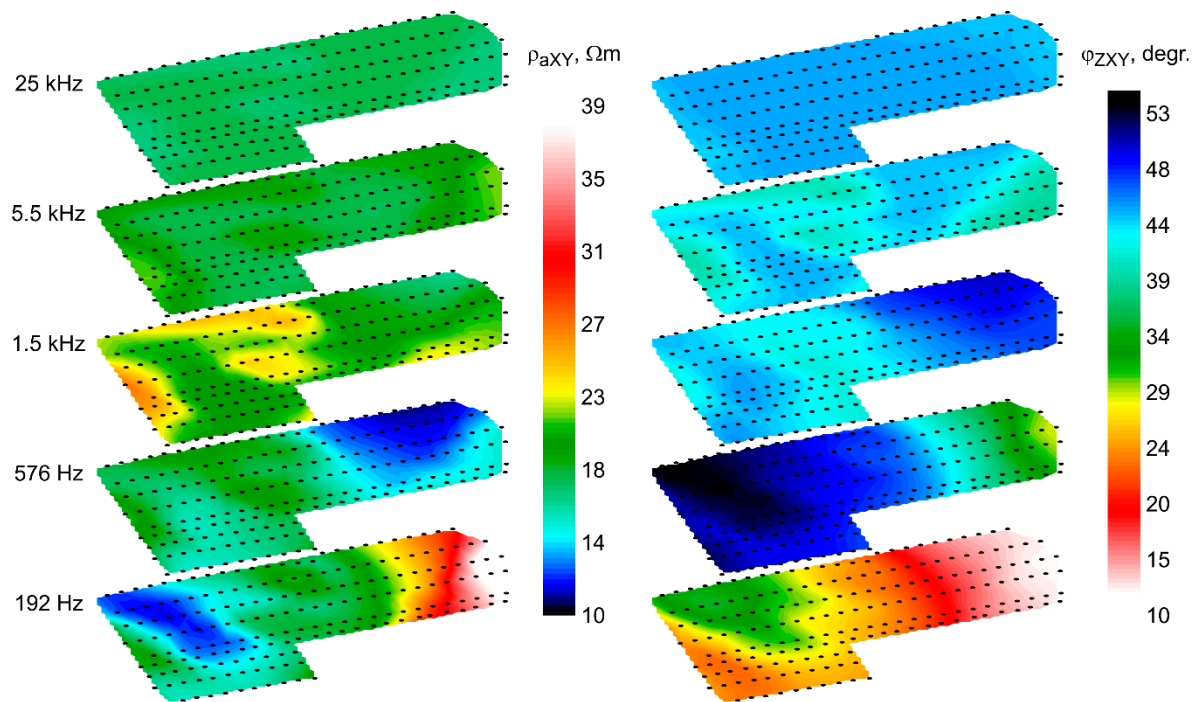 ρaXY, Ωm
φZXY, degr.
25 kHz
5.5 kHz
1.5 kHz
576 Hz
192 Hz
39
35
31
27
23
18
14
10
53
48
44
39
34
29
24
20
15
10